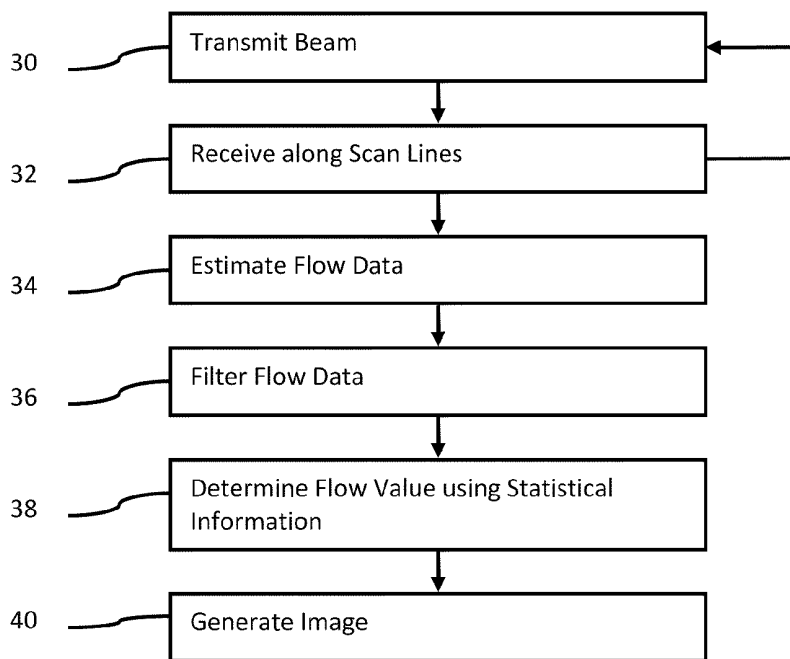 30 Transmit Beam
32 Receive along Scan Lines
34 Estimate Flow Data
36 Filter Flow Data
38 Determine Flow Value using Statistical
Information
40 Generate Image